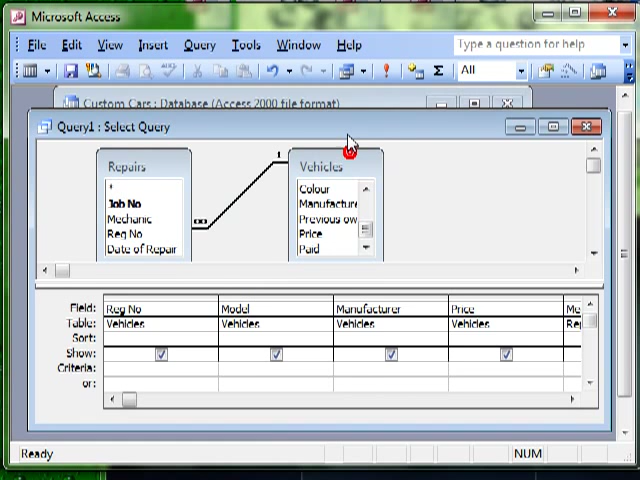 Microsoft Access
File Edit View Insert Query Tools Window Help Type a question for help
Σ All
Custom Cars : Database (Access 2000 file format)
Query1 : Select Query
Repairs
*
Job No
Mechanic
Reg No
Date of Repair
∞ 1
Vehicles
Colour
Manufacture
Previous ow
Price
Paid
Field: Reg No Model Manufacturer Price Me
Table: Vehicles Vehicles Vehicles Vehicles Rep
Sort:
Show:
Criteria:
or:
Ready NUM